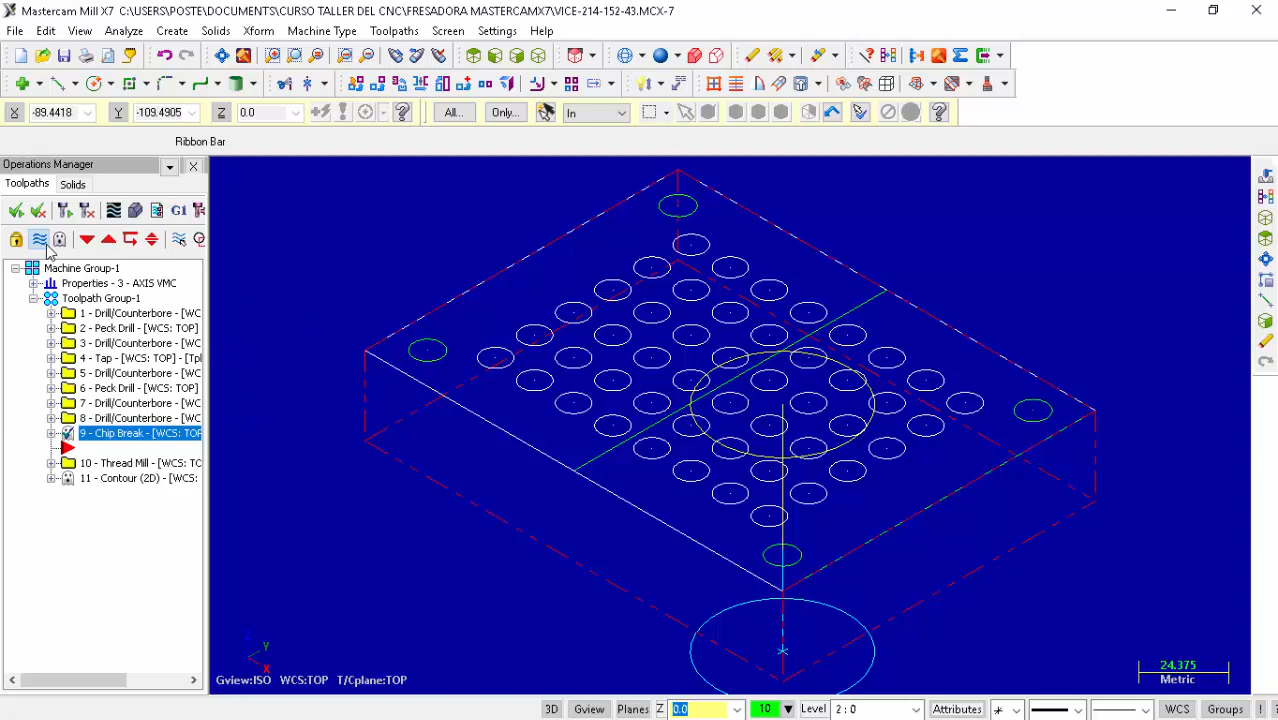 Mastercam Mill X7 C:\USERS\POSTE\DOCUMENTS\CURSO TALLER DEL CNC\FRESADORA MASTERCAMX7\VICE-214-152-43.MCX-7
File Edit View Analyze Create Solids Xform Machine Type Toolpaths Screen Settings Help
X -89.4418 Y -109.4905 Z 0.0 All... Only... In
Ribbon Bar
Operations Manager
Toolpaths Solids
G1
Machine Group-1
Properties - 3 - AXIS VMC
Toolpath Group-1
1 - Drill/Counterbore - [WC
2 - Peck Drill - [WCS: TOP]
3 - Drill/Counterbore - [WC
4 - Tap - [WCS: TOP] - [Tpl
5 - Drill/Counterbore - [WC
6 - Peck Drill - [WCS: TOP]
7 - Drill/Counterbore - [WC
8 - Drill/Counterbore - [WC
9 - Chip Break - [WCS: TOP
10 - Thread Mill - [WCS: TO
11 - Contour (2D) - [WCS:
Y
X
Gview:ISO WCS:TOP T/Cplane:TOP
24.375
Metric
3D Gview Planes Z 0.0 10 Level 2 : 0 Attributes WCS Groups